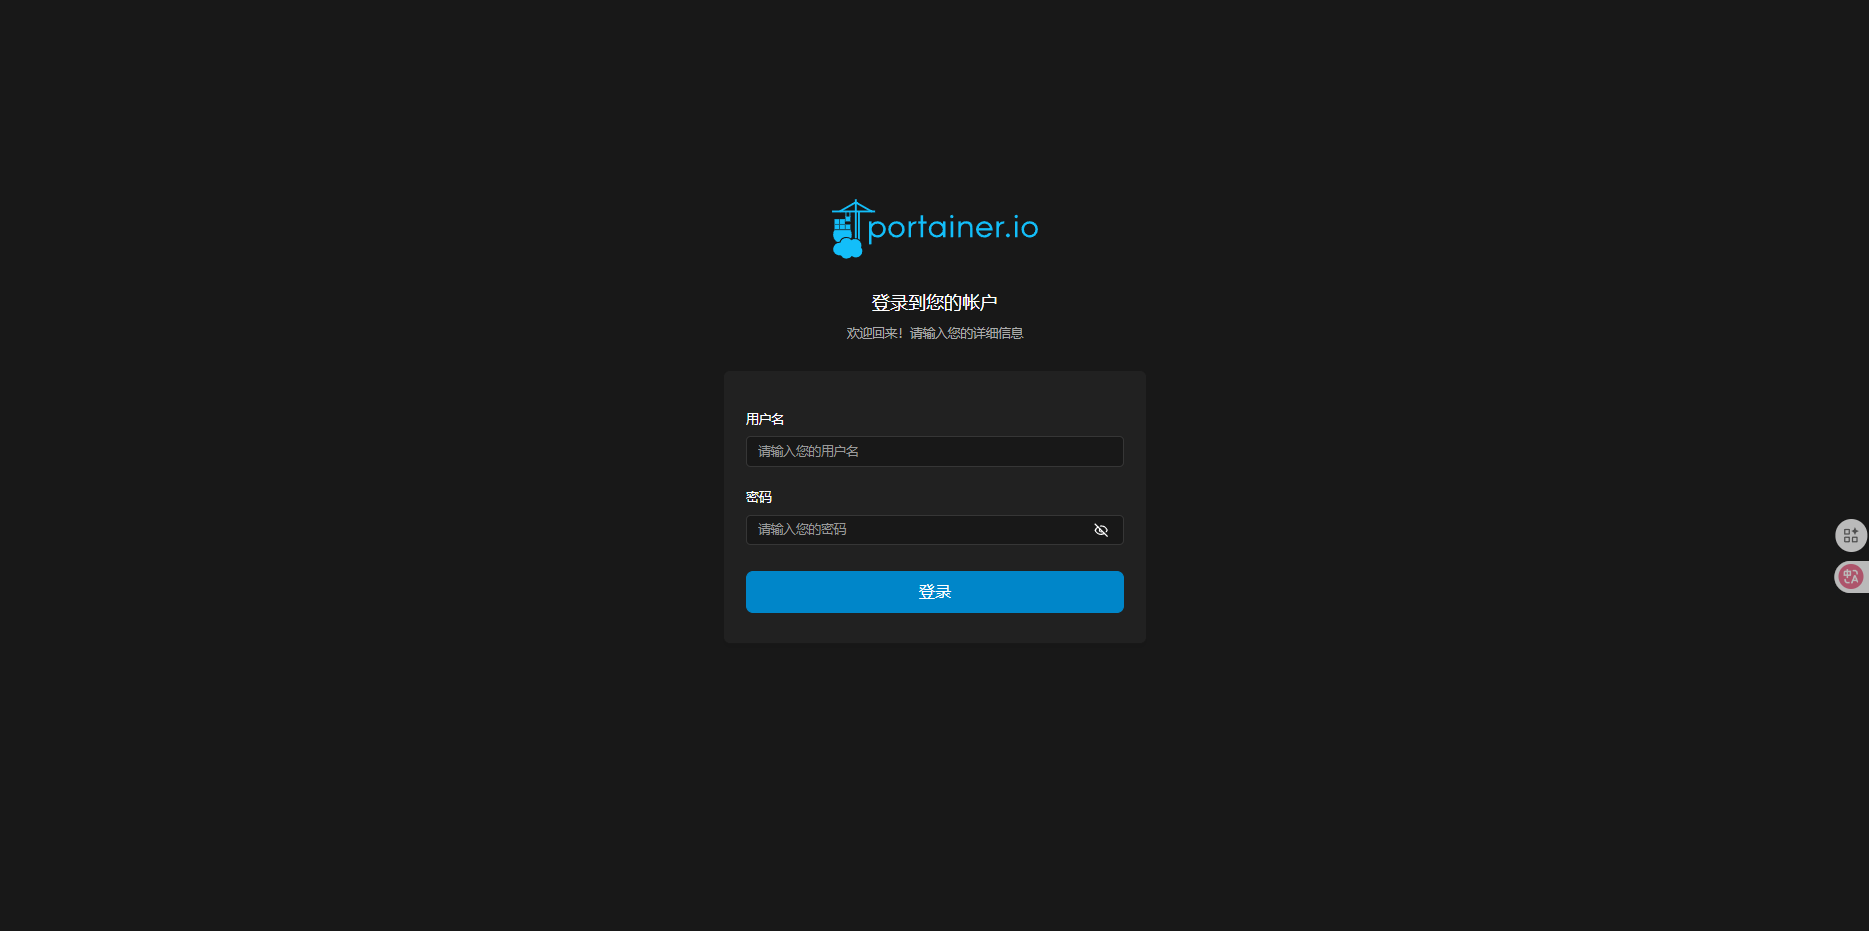 portainer.io
登录到您的帐户
欢迎回来！请输入您的详细信息
用户名
请输入您的用户名
密码
请输入您的密码
登录
中A